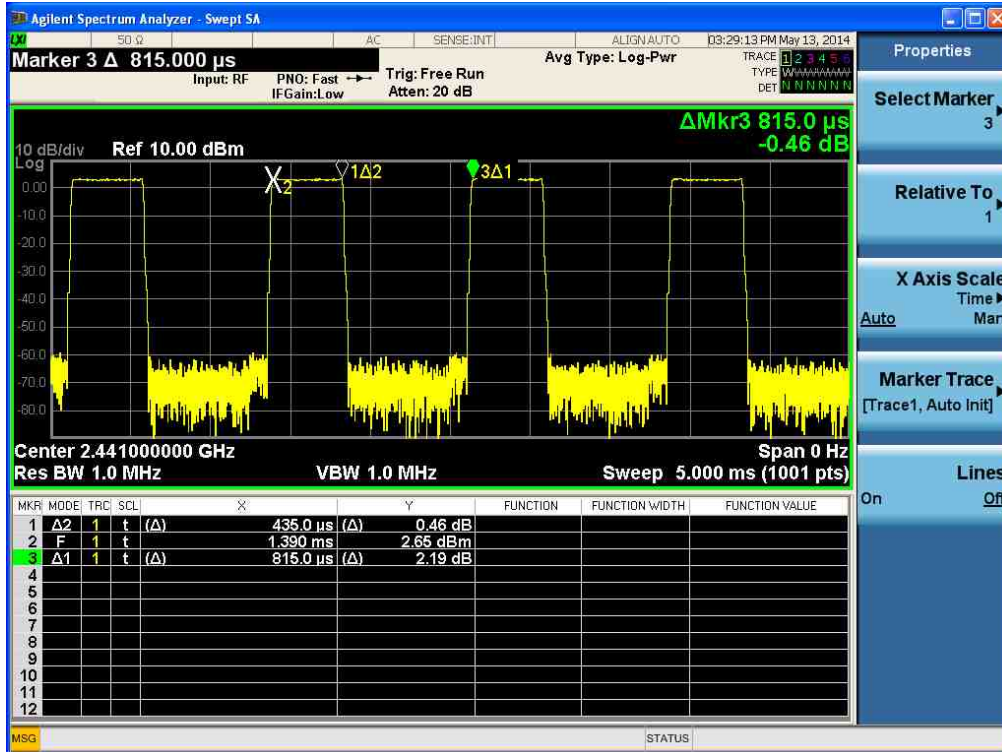 Agilent Spectrum Analyzer - Swept SA
LXI 50 Ω AC SENSE:INT ALIGNAUTO 03:29:13 PM May 13, 2014
Marker 3 Δ 815.000 µs
Input: RF PNO: Fast Trig: Free Run Avg Type: Log-Pwr TRACE 1 2 3 4 5 6
IFGain:Low Atten: 20 dB TYPE
DET N N N N N N
ΔMkr3 815.0 µs
-0.46 dB
10 dB/div Ref 10.00 dBm
Log
1Δ2
3Δ1
X2
0.00
-10.0
-20.0
-30.0
-40.0
-50.0
-60.0
-70.0
-80.0
Center 2.441000000 GHz Span 0 Hz
Res BW 1.0 MHz VBW 1.0 MHz Sweep 5.000 ms (1001 pts)
MKR MODE TRC SCL X Y FUNCTION FUNCTION WIDTH FUNCTION VALUE
1 Δ2 1 t (Δ) 435.0 µs (Δ) 0.46 dB
2 F 1 t 1.390 ms 2.65 dBm
3 Δ1 1 t (Δ) 815.0 µs (Δ) 2.19 dB
4
5
6
7
8
9
10
11
12
MSG STATUS
Properties
Select Marker
3
Relative To
1
X Axis Scale
Time
Auto Man
Marker Trace
[Trace1, Auto Init]
Lines
On Off